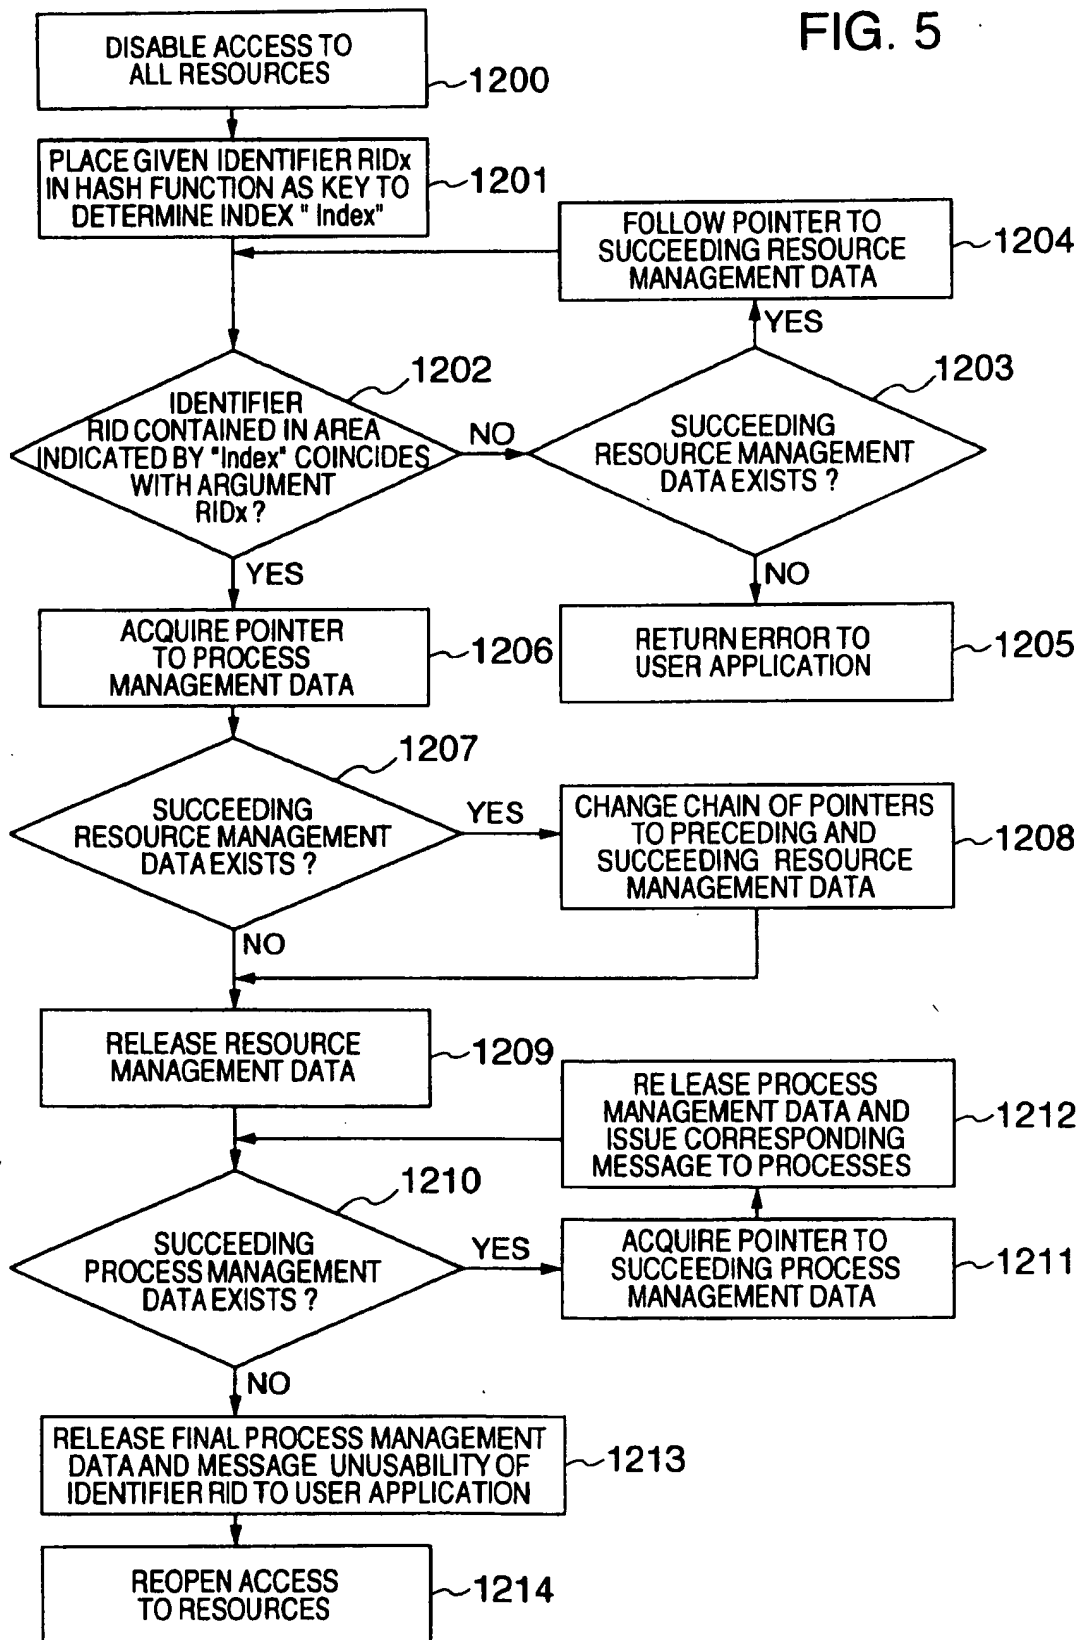 FIG. 5
DISABLE ACCESS TO
ALL RESOURCES
1200
PLACE GIVEN IDENTIFIER RIDx
IN HASH FUNCTION AS KEY TO
DETERMINE INDEX " Index"
1201
FOLLOW POINTER TO
SUCCEEDING RESOURCE
MANAGEMENT DATA
1204
YES
1202
IDENTIFIER
RID CONTAINED IN AREA
INDICATED BY "Index" COINCIDES
WITH ARGUMENT
RIDx ?
NO
1203
SUCCEEDING
RESOURCE MANAGEMENT
DATA EXISTS ?
YES
NO
ACQUIRE POINTER
TO PROCESS
MANAGEMENT DATA
1206
RETURN ERROR TO
USER APPLICATION
1205
1207
SUCCEEDING
RESOURCE MANAGEMENT
DATA EXISTS ?
YES
CHANGE CHAIN OF POINTERS
TO PRECEDING AND
SUCCEEDING RESOURCE
MANAGEMENT DATA
1208
NO
RELEASE RESOURCE
MANAGEMENT DATA
1209
RE LEASE PROCESS
MANAGEMENT DATA AND
ISSUE CORRESPONDING
MESSAGE TO PROCESSES
1212
1210
SUCCEEDING
PROCESS MANAGEMENT
DATA EXISTS ?
YES
ACQUIRE POINTER TO
SUCCEEDING PROCESS
MANAGEMENT DATA
1211
NO
RELEASE FINAL PROCESS MANAGEMENT
DATA AND MESSAGE UNUSABILITY OF
IDENTIFIER RID TO USER APPLICATION
1213
REOPEN ACCESS
TO RESOURCES
1214